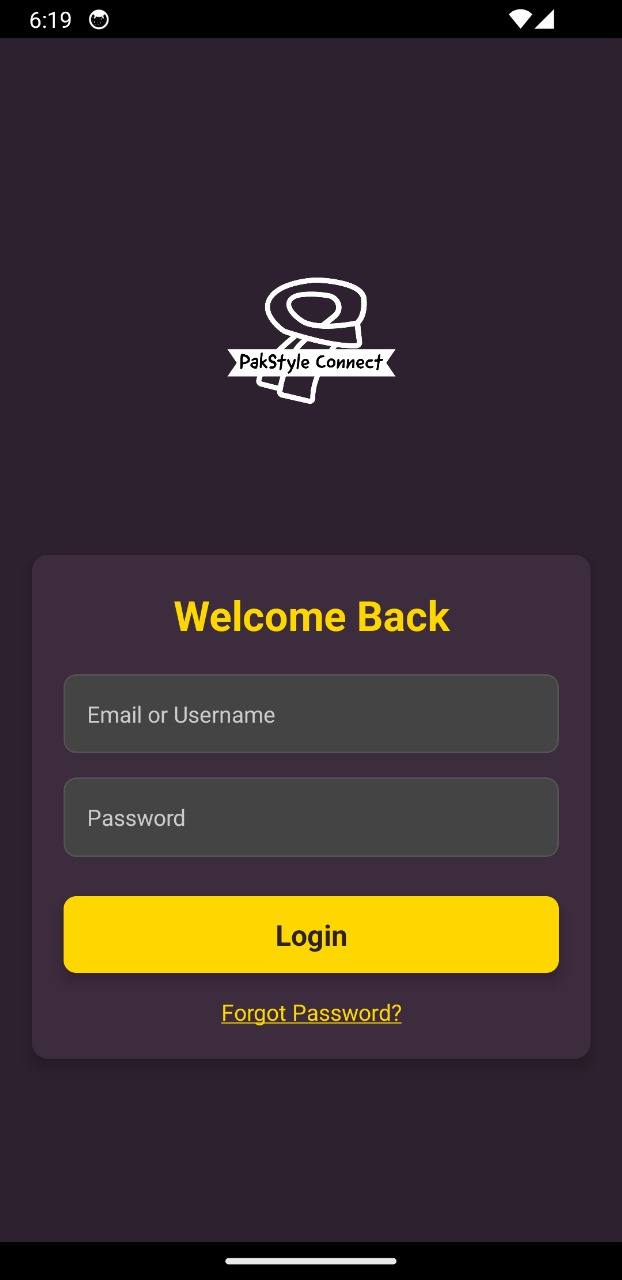 6:19
PakStyle Connect
Welcome Back
Email or Username
Password
Login
Forgot Password?